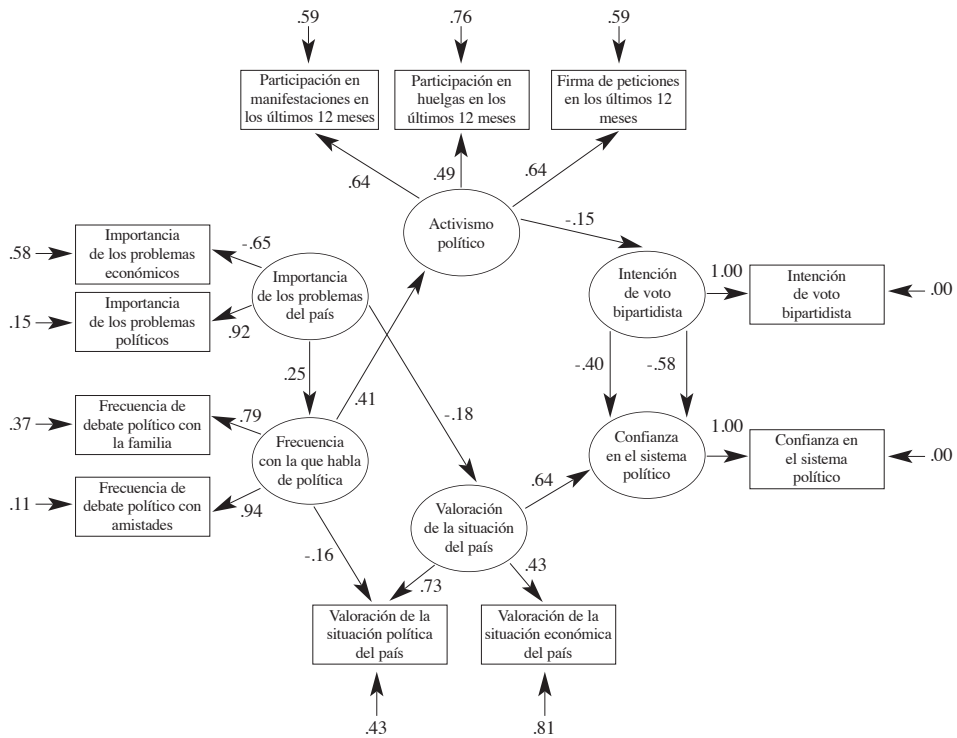 .59
.76
.59
Participación en
manifestaciones en
los últimos 12 meses
Participación en
huelgas en los
últimos 12 meses
Firma de peticiones
en los últimos 12
meses
.64
.49
.64
Activismo
político
-.15
.58
Importancia
de los problemas
económicos
-.65
.15
Importancia
de los problemas
políticos
.92
Importancia
de los problemas
del país
Intención
de voto
bipartidista
1.00
Intención
de voto
bipartidista
.00
.25
.41
-.18
-.40
-.58
.37
Frecuencia de
debate político con
la familia
.79
.11
Frecuencia de
debate político con
amistades
.94
Frecuencia
con la que habla
de política
Confianza
en el sistema
político
1.00
Confianza en
el sistema
político
.00
.64
Valoración
de la situación
del país
-.16
.73
.43
Valoración de la
situación política
del país
Valoración de la
situación económica
del país
.43
.81